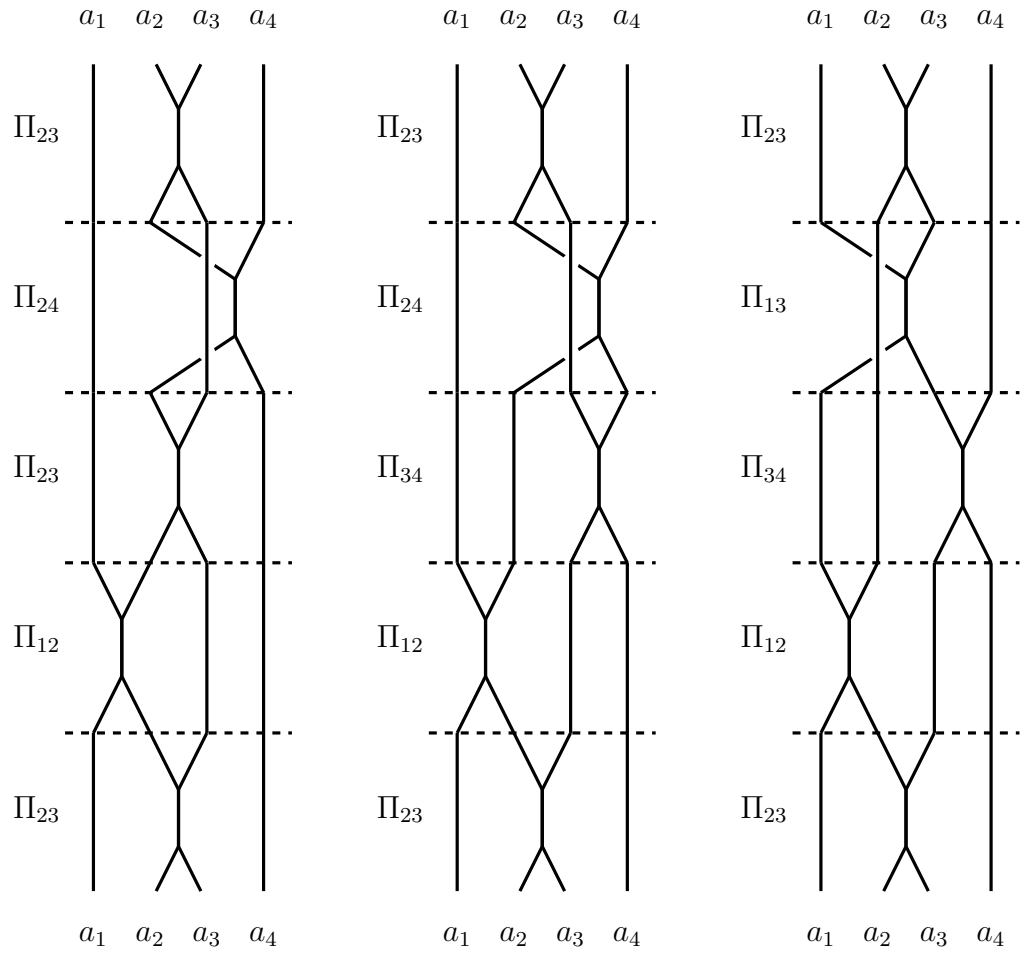 a₁ a₂ a₃ a₄ a₁ a₂ a₃ a₄ a₁ a₂ a₃ a₄
Π₂₃ Π₂₃ Π₂₃
Π₂₄ Π₂₄ Π₁₃
Π₂₃ Π₃₄ Π₃₄
Π₁₂ Π₁₂ Π₁₂
Π₂₃ Π₂₃ Π₂₃
a₁ a₂ a₃ a₄ a₁ a₂ a₃ a₄ a₁ a₂ a₃ a₄